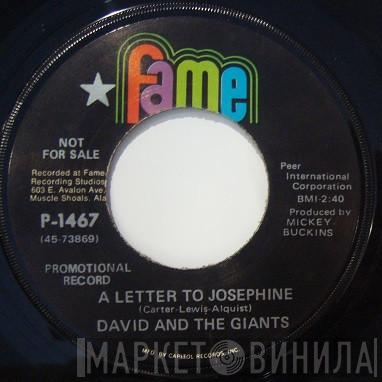 fame
NOT
FOR SALE
Recorded at Fame
Recording Studios
603 E. Avalon Ave.
Muscle Shoals, Ala
P-1467
(45-73869)
Peer
International
Corporation
BMI-2:40
Produced by
MICKEY
BUCKINS
PROMOTIONAL
RECORD
A LETTER TO JOSEPHINE
(Carter-Lewis-Alquist)
DAVID AND THE GIANTS
MFG. BY CAPITOL RECORDS, INC.
МАРКЕТ ВИНИЛА